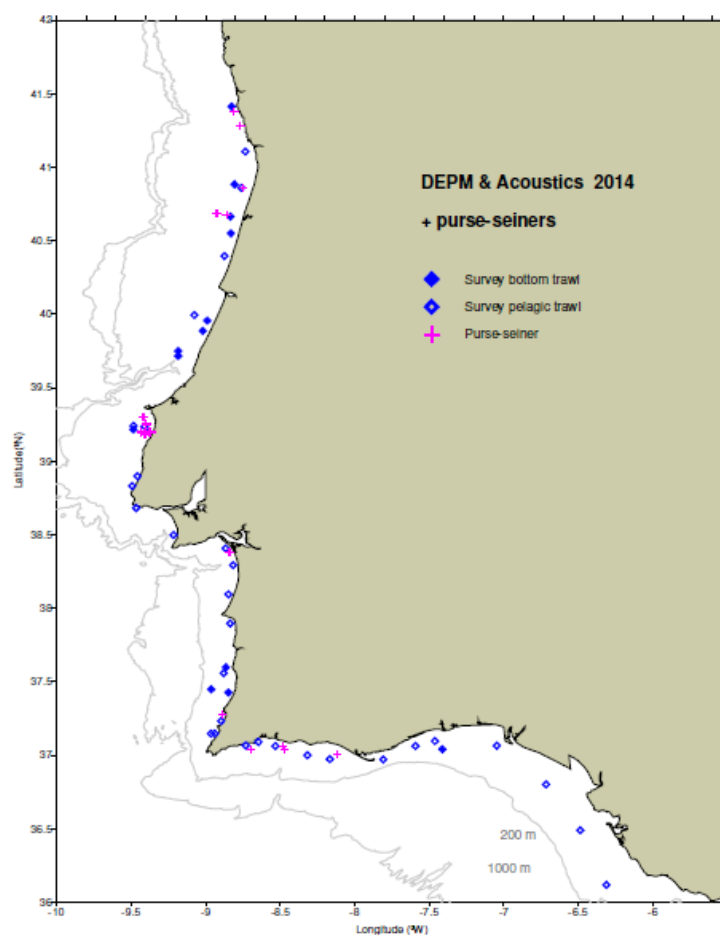 42
41.5
41
40.5
40
39.5
39
38.5
38
37.5
37
36.5
36
Latitude(ºN)
DEPM & Acoustics 2014
+ purse-seiners
Survey bottom trawl
Survey pelagic trawl
Purse-seiner
200 m
1000 m
-10 -9.5 -9 -8.5 -8 -7.5 -7 -6.5 -6
Longitude (ºW)